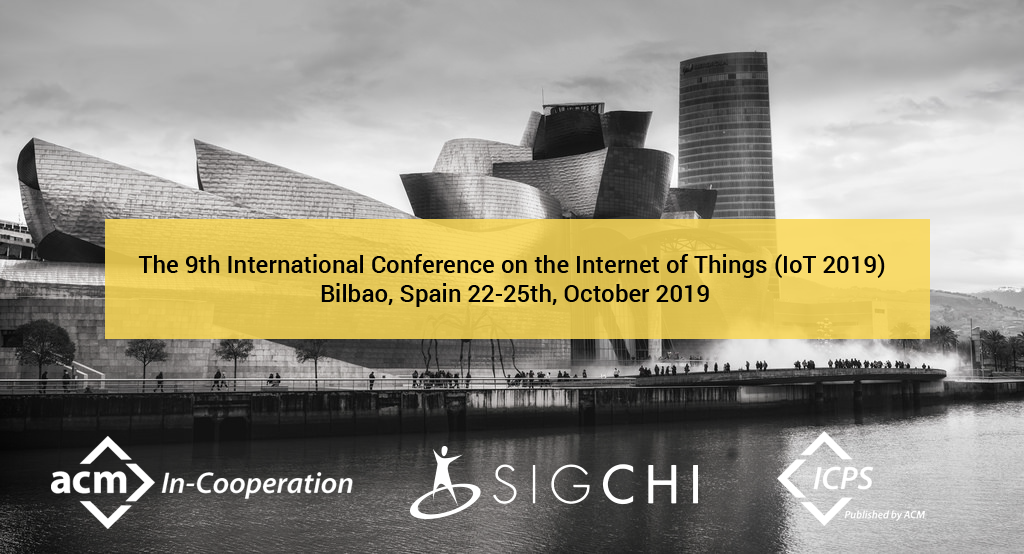 The 9th International Conference on the Internet of Things (IoT 2019)
Bilbao, Spain 22-25th, October 2019
acm In-Cooperation
SIGCHI
ICPS
Published by ACM